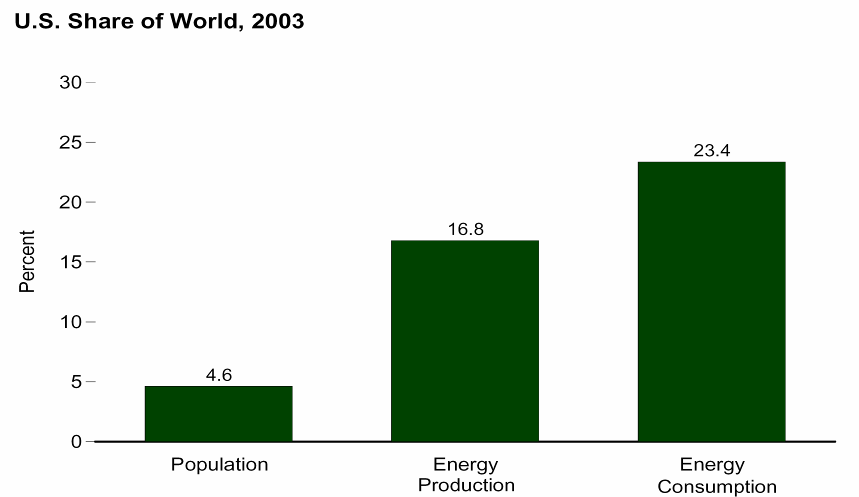 U.S. Share of World, 2003
30
25
20
15
10
5
0
Percent
4.6
16.8
23.4
Population
Energy
Production
Energy
Consumption